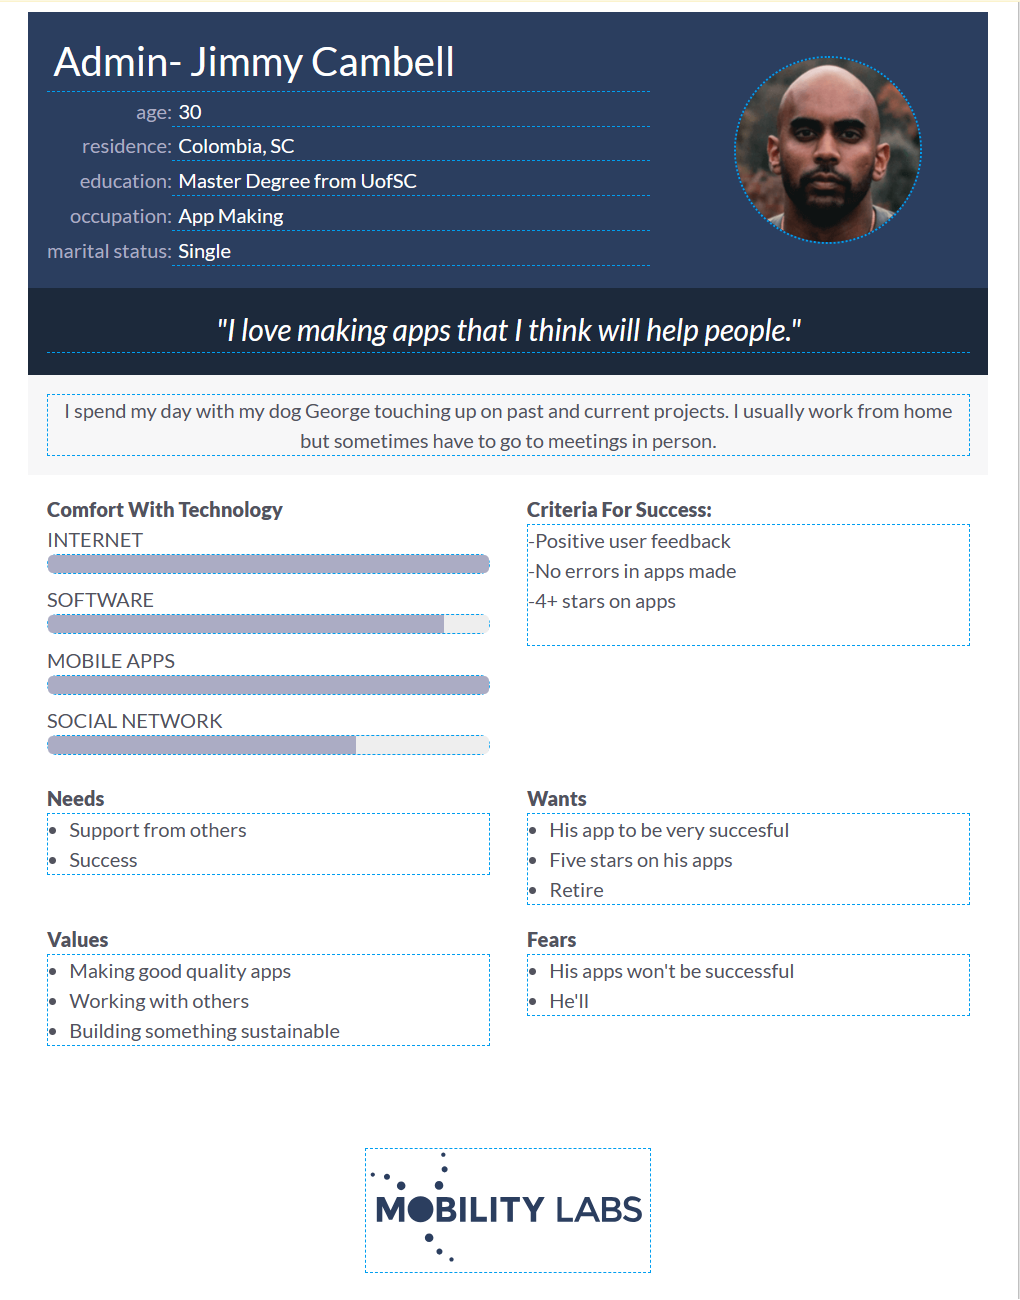 Admin- Jimmy Cambell
age: 30
residence: Colombia, SC
education: Master Degree from UofSC
occupation: App Making
marital status: Single
"I love making apps that I think will help people."
I spend my day with my dog George touching up on past and current projects. I usually work from home
but sometimes have to go to meetings in person.
Comfort With Technology
INTERNET
SOFTWARE
MOBILE APPS
SOCIAL NETWORK
Criteria For Success:
-Positive user feedback
-No errors in apps made
-4+ stars on apps
Needs
• Support from others
• Success
Wants
• His app to be very succesful
• Five stars on his apps
• Retire
Values
• Making good quality apps
• Working with others
• Building something sustainable
Fears
• His apps won't be successful
• He'll
MOBILITY LABS